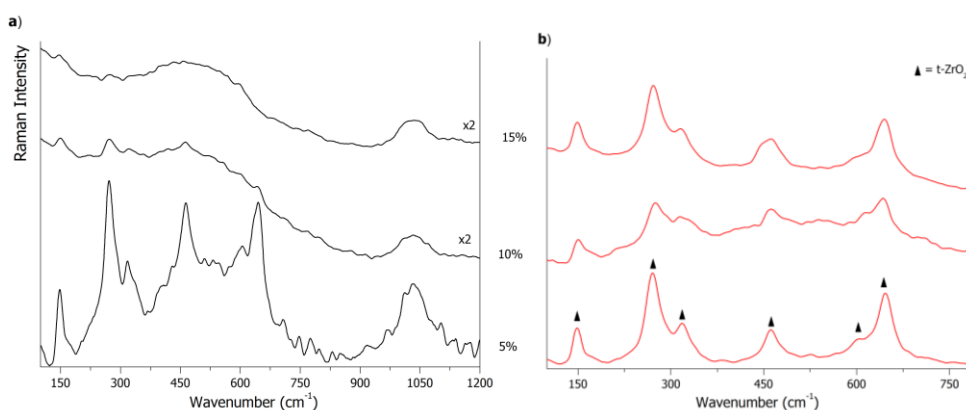 a)
Raman Intensity
x2
x2
150 300 450 600 750 900 1050 1200
Wavenumber (cm⁻¹)
15%
10%
5%
b)
▲ = t-ZrO₂
150 300 450 600 750
Wavenumber (cm⁻¹)